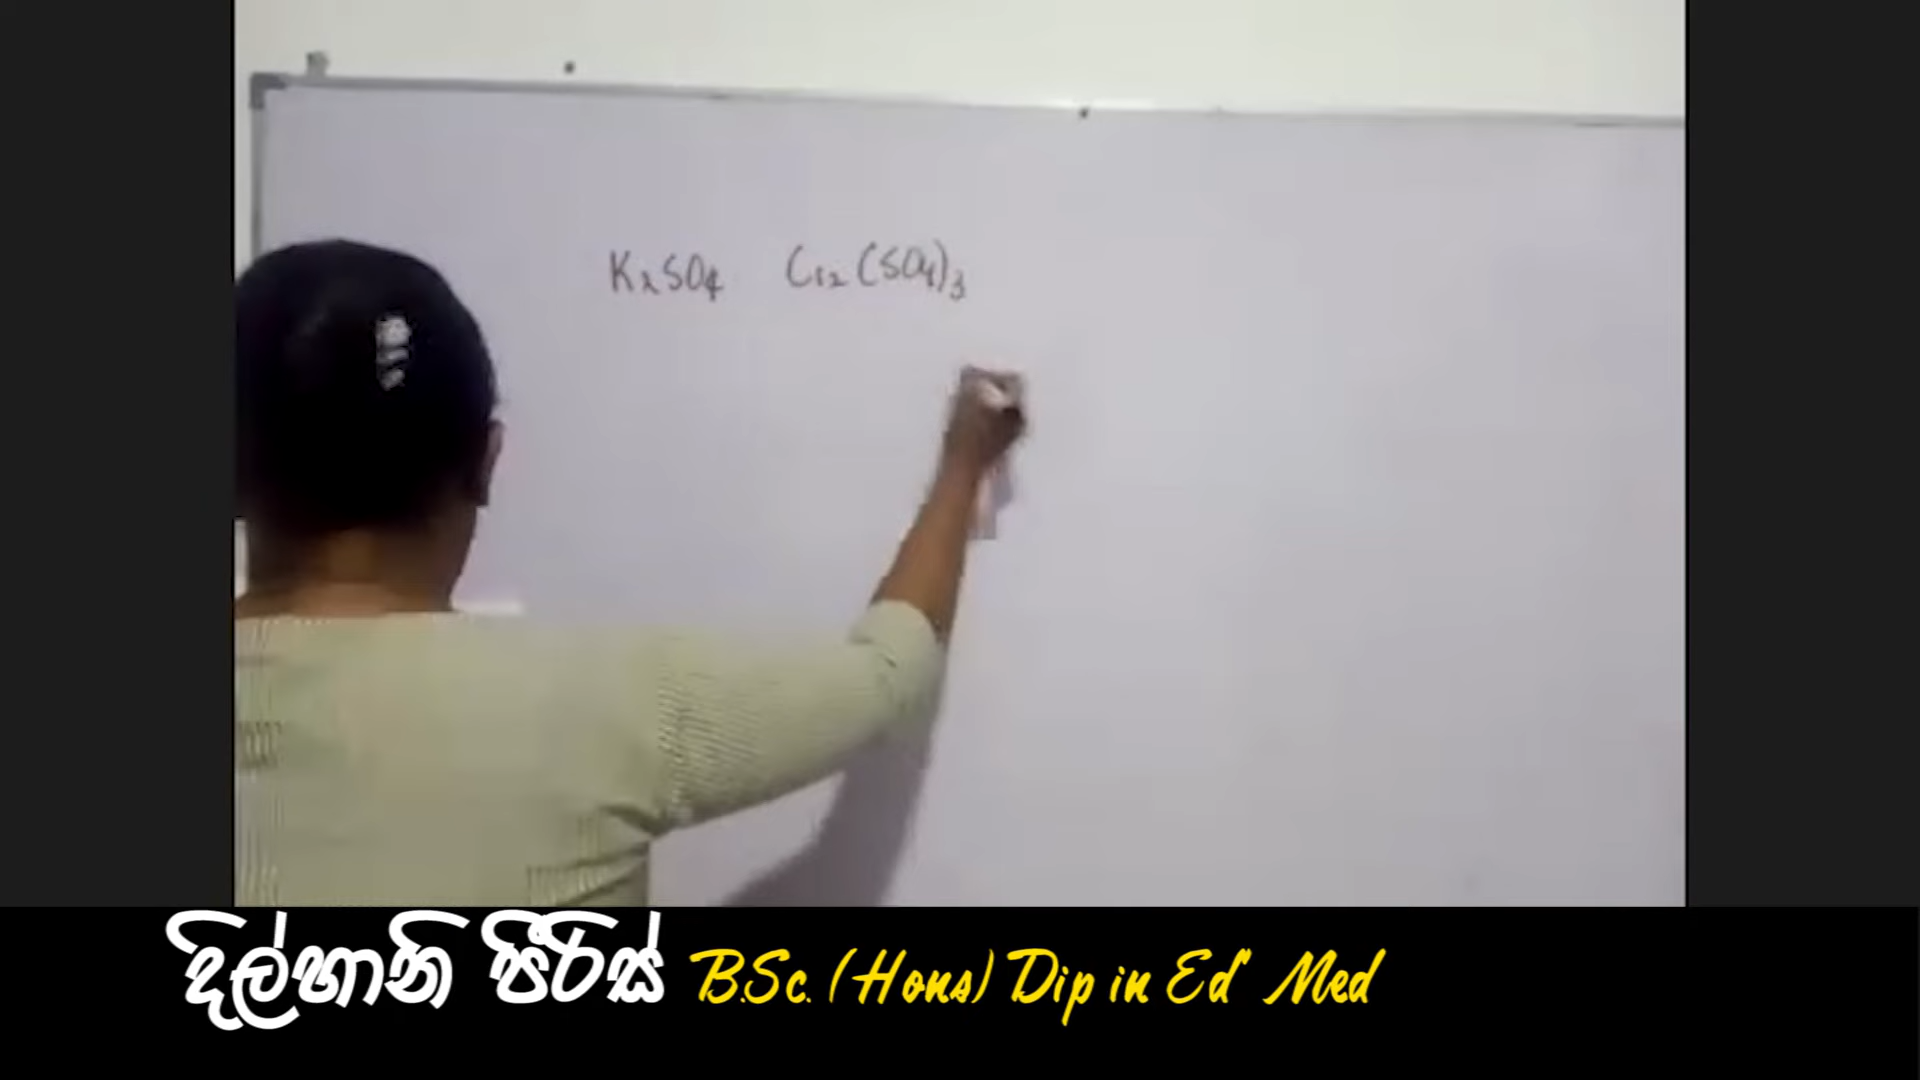 K₂SO₄ Cr₂(SO₄)₃
දිල්හානි පීරිස් B.Sc. (Hons) Dip in Ed Med